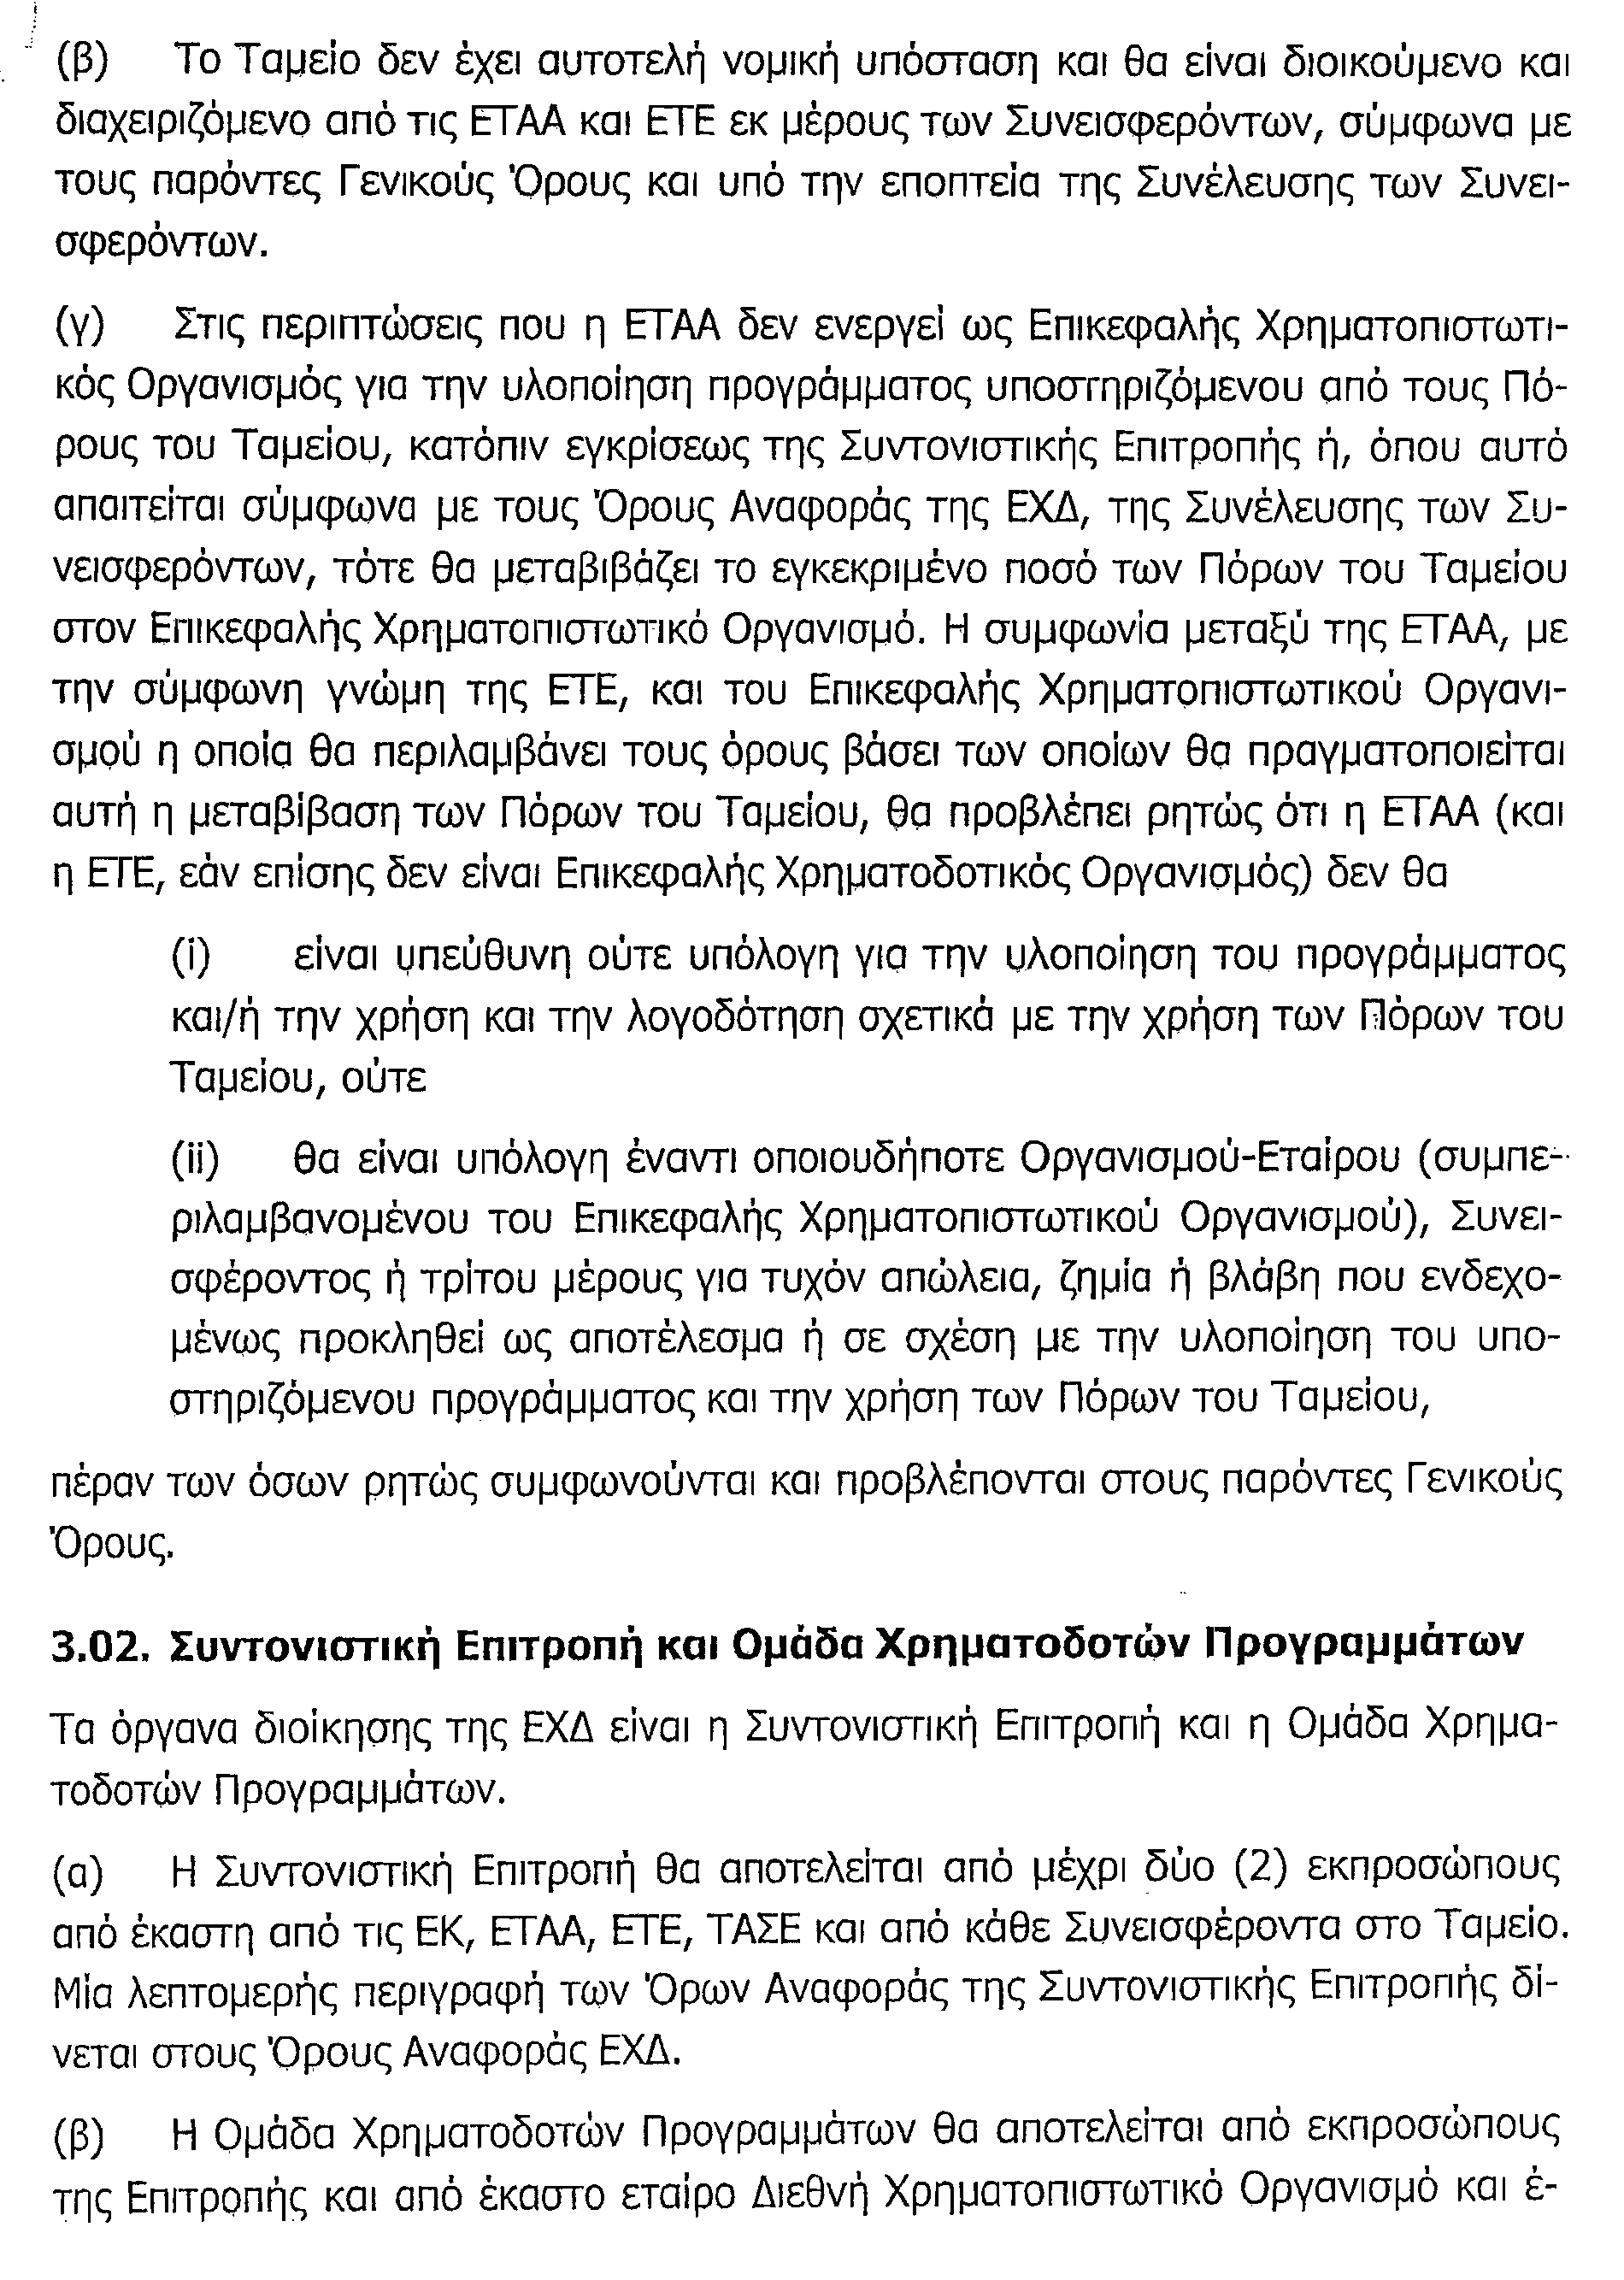 (β) Το Ταμείο δεν έχει αυτοτελή νομική υπόσταση και θα είναι διοικούμενο και
διαχειριζόμενο από τις ΕΤΑΑ και ΕΤΕ εκ μέρους των Συνεισφερόντων, σύμφωνα με
τους παρόντες Γενικούς Όρους και υπό την εποπτεία της Συνέλευσης των Συνει-
σφερόντων.
(γ) Στις περιπτώσεις που η ΕΤΑΑ δεν ενεργεί ως Επικεφαλής Χρηματοπιστωτι-
κός Οργανισμός για την υλοποίηση προγράμματος υποστηριζόμενου από τους Πό-
ρους του Ταμείου, κατόπιν εγκρίσεως της Συντονιστικής Επιτροπής ή, όπου αυτό
απαιτείται σύμφωνα με τους Όρους Αναφοράς της ΕΧΔ, της Συνέλευσης των Συ-
νεισφερόντων, τότε θα μεταβιβάζει το εγκεκριμένο ποσό των Πόρων του Ταμείου
στον Επικεφαλής Χρηματοπιστωτικό Οργανισμό. Η συμφωνία μεταξύ της ΕΤΑΑ, με
την σύμφωνη γνώμη της ΕΤΕ, και του Επικεφαλής Χρηματοπιστωτικού Οργανι-
σμού η οποία θα περιλαμβάνει τους όρους βάσει των οποίων θα πραγματοποιείται
αυτή η μεταβίβαση των Πόρων του Ταμείου, θα προβλέπει ρητώς ότι η ΕΤΑΑ (και
η ΕΤΕ, εάν επίσης δεν είναι Επικεφαλής Χρηματοδοτικός Οργανισμός) δεν θα
(i) είναι υπεύθυνη ούτε υπόλογη για την υλοποίηση του προγράμματος
και/ή την χρήση και την λογοδότηση σχετικά με την χρήση των Πόρων του
Ταμείου, ούτε
(ii) θα είναι υπόλογη έναντι οποιουδήποτε Οργανισμού-Εταίρου (συμπε-
ριλαμβανομένου του Επικεφαλής Χρηματοπιστωτικού Οργανισμού), Συνει-
σφέροντος ή τρίτου μέρους για τυχόν απώλεια, ζημία ή βλάβη που ενδεχο-
μένως προκληθεί ως αποτέλεσμα ή σε σχέση με την υλοποίηση του υπο-
στηριζόμενου προγράμματος και την χρήση των Πόρων του Ταμείου,
πέραν των όσων ρητώς συμφωνούνται και προβλέπονται στους παρόντες Γενικούς
Όρους.
3.02. Συντονιστική Επιτροπή και Ομάδα Χρηματοδοτών Προγραμμάτων
Τα όργανα διοίκησης της ΕΧΔ είναι η Συντονιστική Επιτροπή και η Ομάδα Χρημα-
τοδοτών Προγραμμάτων.
(α) Η Συντονιστική Επιτροπή θα αποτελείται από μέχρι δύο (2) εκπροσώπους
από έκαστη από τις ΕΚ, ΕΤΑΑ, ΕΤΕ, ΤΑΣΕ και από κάθε Συνεισφέροντα στο Ταμείο.
Μία λεπτομερής περιγραφή των Όρων Αναφοράς της Συντονιστικής Επιτροπής δί-
νεται στους Όρους Αναφοράς ΕΧΔ.
(β) Η Ομάδα Χρηματοδοτών Προγραμμάτων θα αποτελείται από εκπροσώπους
της Επιτροπής και από έκαστο εταίρο Διεθνή Χρηματοπιστωτικό Οργανισμό και έ-